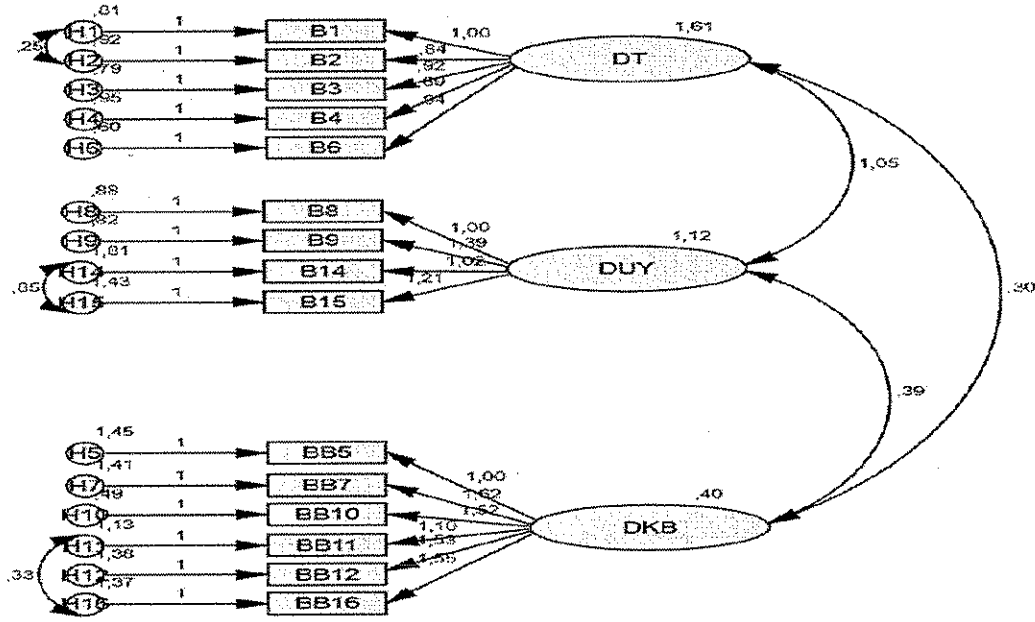 ,81
H1 1 B1 1,00 1,61
,25 ,82
H2 1 B2 ,84 DT
,79 ,92
H3 1 B3
,95
H4 1 B4 ,94
,60
H6 1 B6
1,05
,88
H8 1 B8 1,00
,82
H9 1 B9 1,39 1,12
1,81 1,02 DUY
H14 1 B14
,85 1,43 1,21
H15 1 B15
,30
,39
1,45
H5 1 BB5 1,00
1,41
H7 1 BB7 1,62 ,40
,49 1,52
H10 1 BB10 DKB
1,13 1,10
H11 1 BB11 1,53
1,38
H12 1 BB12 1,55
,33 1,37
H16 1 BB16